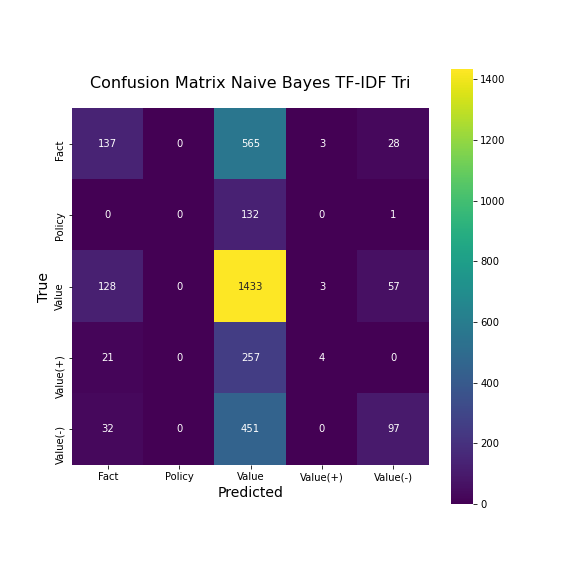 Confusion Matrix Naive Bayes TF-IDF Tri
True
Fact
137 0 565 3 28
Policy
0 0 132 0 1
Value
128 0 1433 3 57
Value(+)
21 0 257 4 0
Value(-)
32 0 451 0 97
Fact Policy Value Value(+) Value(-)
Predicted
1400
1200
1000
800
600
400
200
0